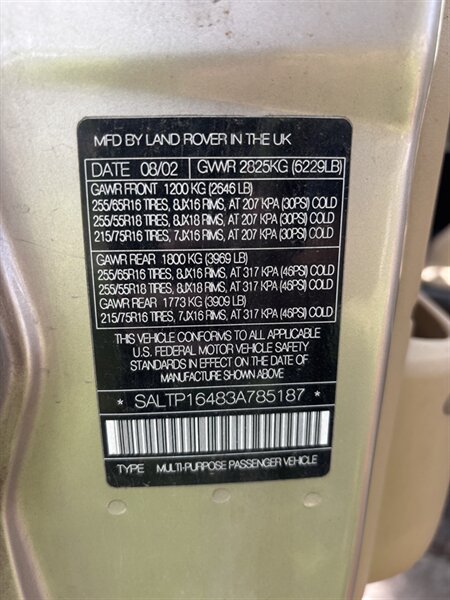 MFD BY LAND ROVER IN THE UK
DATE 08/02 GVWR 2825KG (6229LB)
GAWR FRONT 1200 KG (2646 LB)
255/65R16 TIRES, 8JX16 RIMS, AT 207 KPA (30PSI) COLD
255/55R18 TIRES, 8JX18 RIMS, AT 207 KPA (30PSI) COLD
215/75R16 TIRES, 7JX16 RIMS, AT 207 KPA (30PSI) COLD
GAWR REAR 1800 KG (3969 LB)
255/65R16 TIRES, 8JX16 RIMS, AT 317 KPA (46PSI) COLD
255/55R18 TIRES, 8JX18 RIMS, AT 317 KPA (46PSI) COLD
GAWR REAR 1773 KG (3909 LB)
215/75R16 TIRES, 7JX16 RIMS, AT 317 KPA (46PSI) COLD
THIS VEHICLE CONFORMS TO ALL APPLICABLE
U.S. FEDERAL MOTOR VEHICLE SAFETY
STANDARDS IN EFFECT ON THE DATE OF
MANUFACTURE SHOWN ABOVE
* SALTP16483A785187 *
TYPE MULTI-PURPOSE PASSENGER VEHICLE